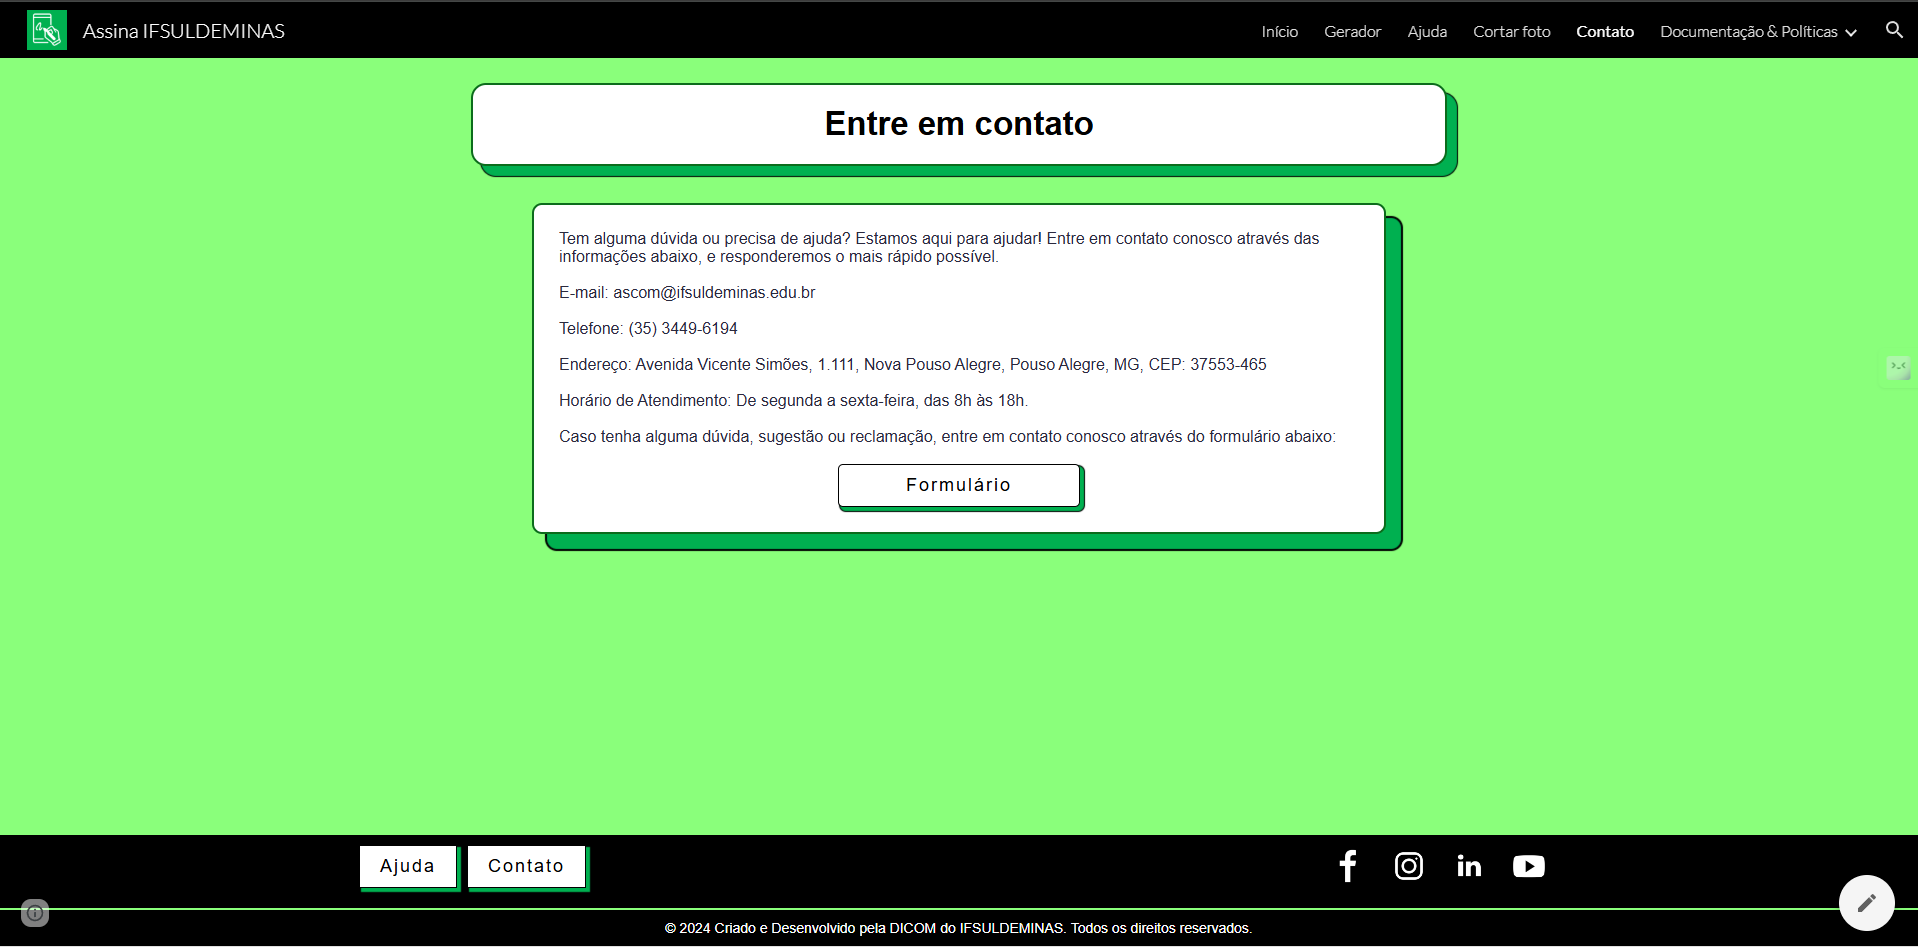 Assina IFSULDEMINAS
Início
Gerador
Ajuda
Cortar foto
Contato
Documentação & Políticas
Entre em contato
Tem alguma dúvida ou precisa de ajuda? Estamos aqui para ajudar! Entre em contato conosco através das
informações abaixo, e responderemos o mais rápido possível.
E-mail: ascom@ifsuldeminas.edu.br
Telefone: (35) 3449-6194
Endereço: Avenida Vicente Simões, 1.111, Nova Pouso Alegre, Pouso Alegre, MG, CEP: 37553-465
Horário de Atendimento: De segunda a sexta-feira, das 8h às 18h.
Caso tenha alguma dúvida, sugestão ou reclamação, entre em contato conosco através do formulário abaixo:
Formulário
Ajuda
Contato
© 2024 Criado e Desenvolvido pela DICOM do IFSULDEMINAS. Todos os direitos reservados.